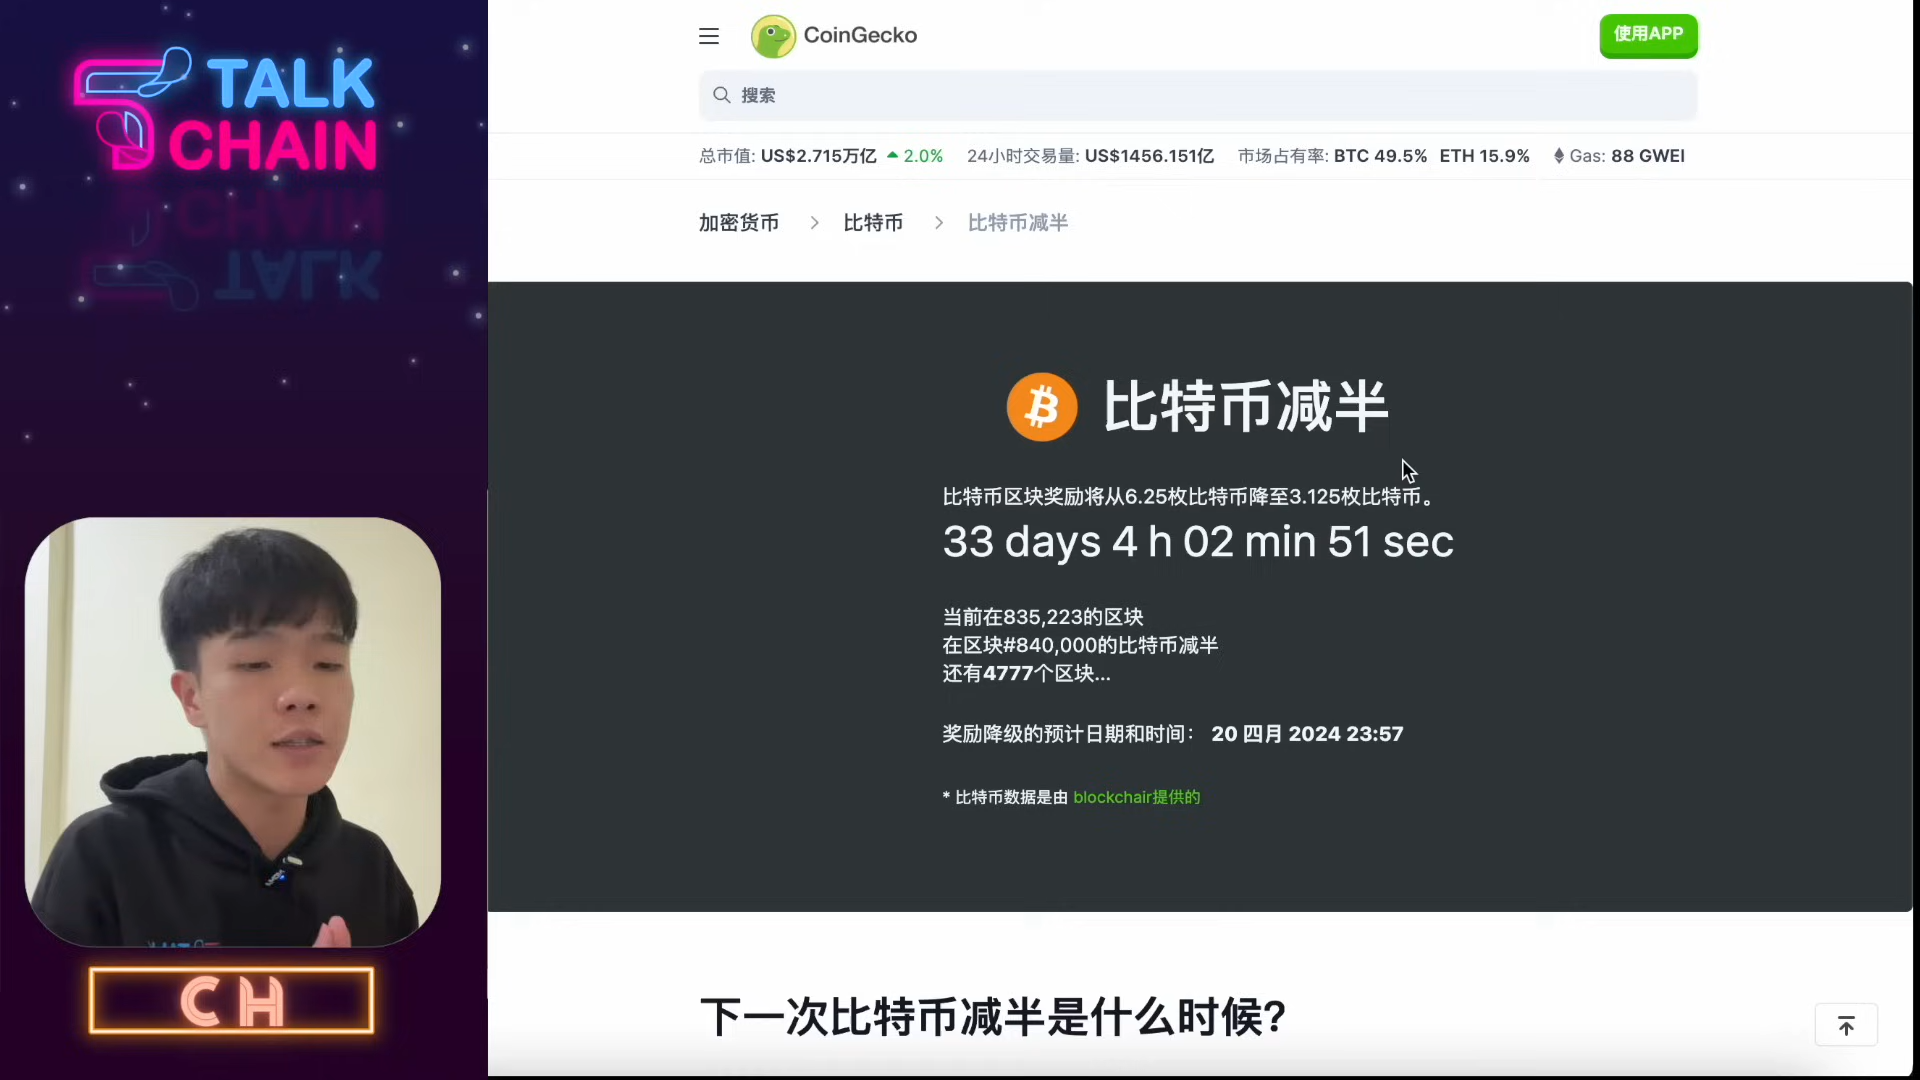 TALK
CHAIN
CoinGecko
使用APP
搜索
总市值: US$2.715万亿 2.0% 24小时交易量: US$1456.151亿 市场占有率: BTC 49.5% ETH 15.9% Gas: 88 GWEI
加密货币 > 比特币 > 比特币减半
比特币减半
比特币区块奖励将从6.25枚比特币降至3.125枚比特币。
33 days 4 h 02 min 51 sec
当前在835,223的区块
在区块#840,000的比特币减半
还有4777个区块...
奖励降级的预计日期和时间： 20 四月 2024 23:57
* 比特币数据是由 blockchair提供的
CH
下一次比特币减半是什么时候?